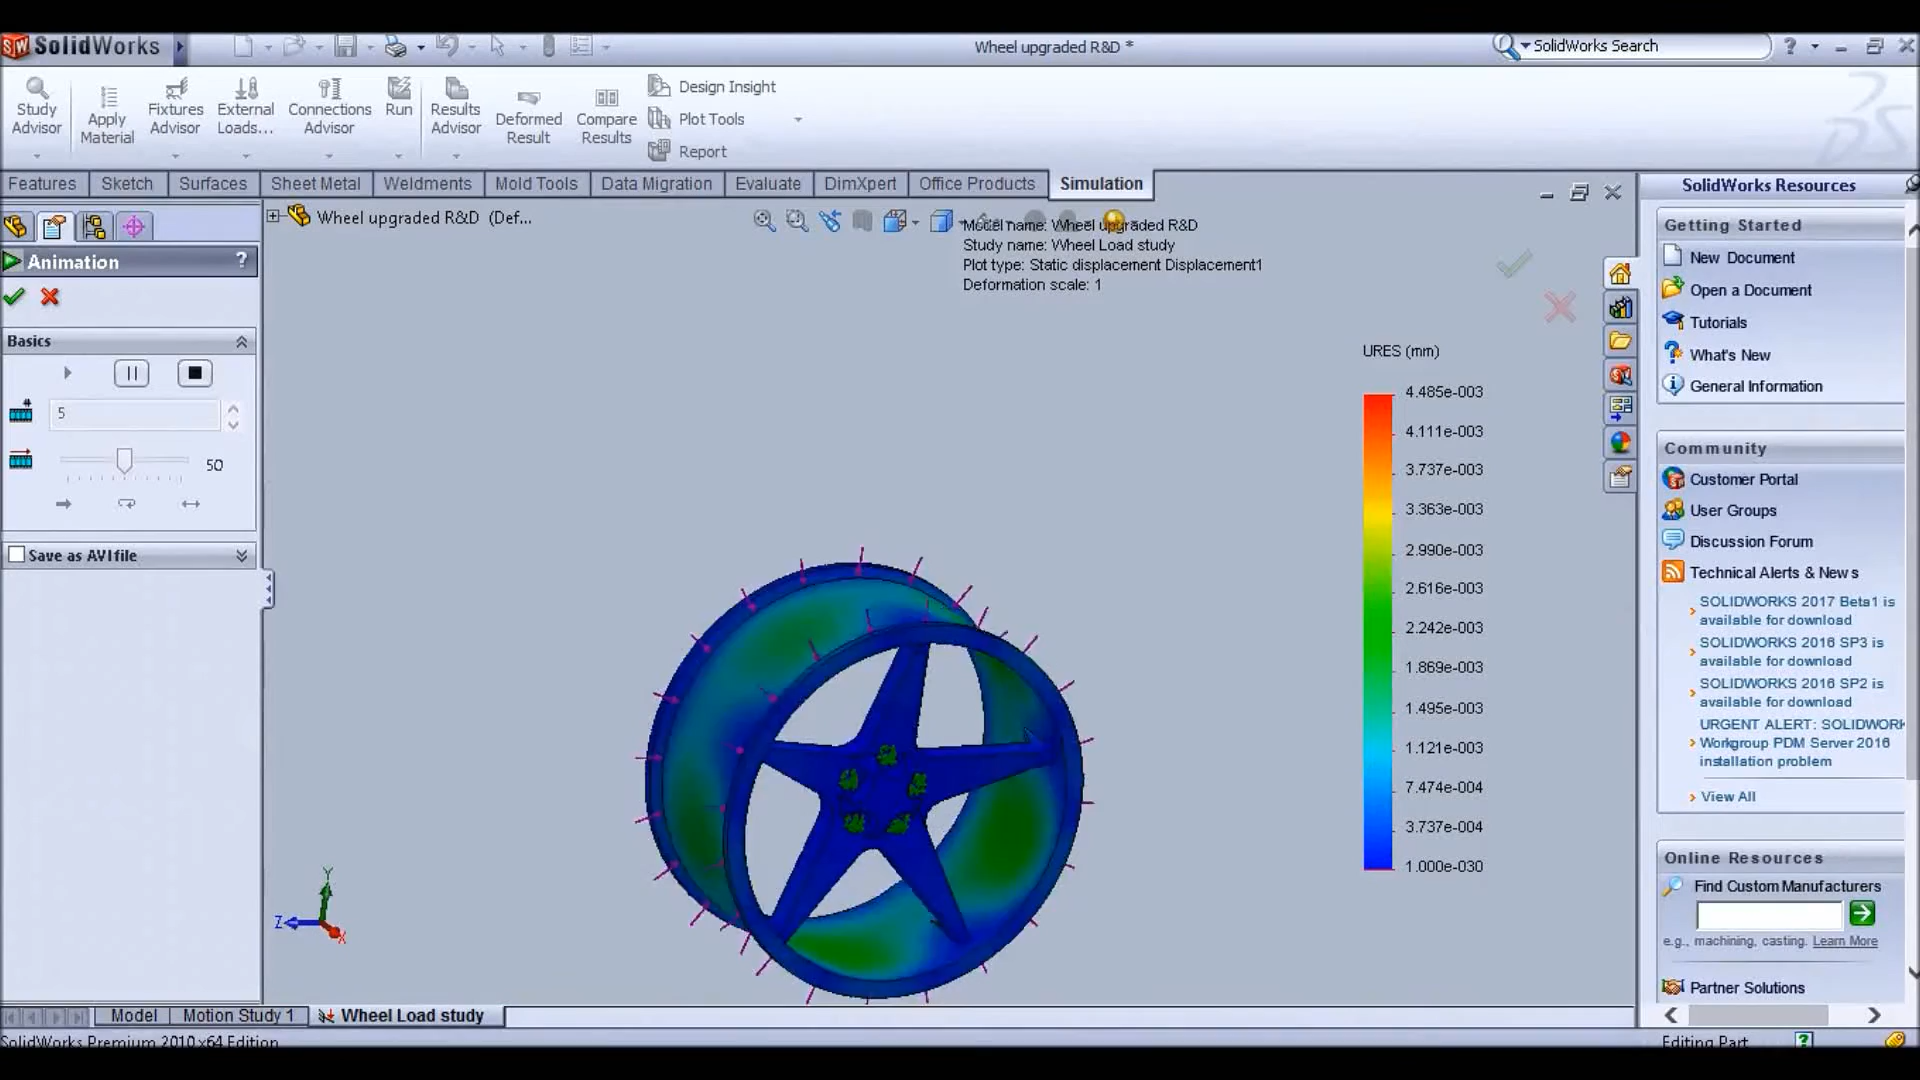 SolidWorks
Wheel upgraded R&D *
SolidWorks Search
Study Advisor
Apply Material
Fixtures Advisor
External Loads...
Connections Advisor
Run
Results Advisor
Deformed Result
Compare Results
Design Insight
Plot Tools
Report
Features
Sketch
Surfaces
Sheet Metal
Weldments
Mold Tools
Data Migration
Evaluate
DimXpert
Office Products
Simulation
Animation
?
Basics
5
50
Save as AVI file
Wheel upgraded R&D (Def...
Model name: Wheel upgraded R&D
Study name: Wheel Load study
Plot type: Static displacement Displacement1
Deformation scale: 1
URES (mm)
4.485e-003
4.111e-003
3.737e-003
3.363e-003
2.990e-003
2.616e-003
2.242e-003
1.869e-003
1.495e-003
1.121e-003
7.474e-004
3.737e-004
1.000e-030
Y
Z
X
SolidWorks Resources
Getting Started
New Document
Open a Document
Tutorials
What's New
General Information
Community
Customer Portal
User Groups
Discussion Forum
Technical Alerts & News
SOLIDWORKS 2017 Beta1 is
available for download
SOLIDWORKS 2016 SP3 is
available for download
SOLIDWORKS 2016 SP2 is
available for download
URGENT ALERT: SOLIDWORK
Workgroup PDM Server 2016
installation problem
View All
Online Resources
Find Custom Manufacturers
e.g., machining, casting. Learn More
Partner Solutions
Model
Motion Study 1
Wheel Load study
SolidWorks Premium 2010 x64 Edition
Editing Part